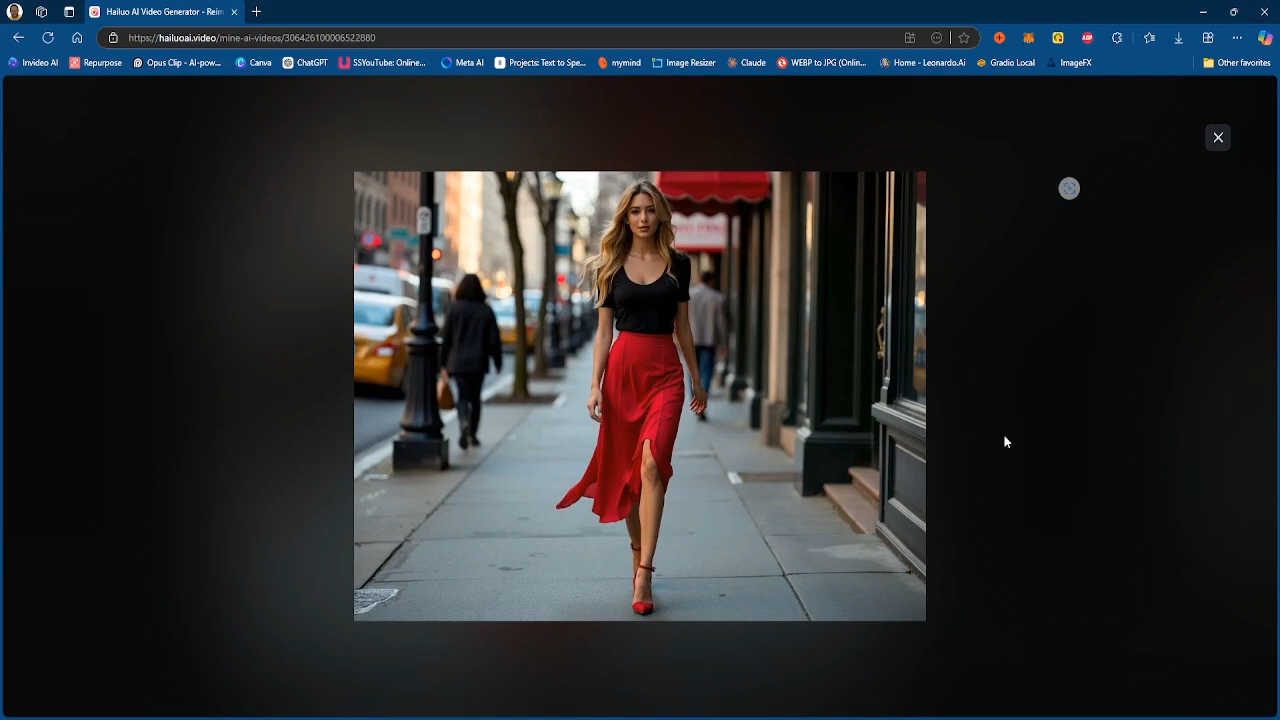 Hailuo AI Video Generator - Rein
https://hailuoai.video/mine-ai-videos/306426100006522880
ABP
Invideo AI
Repurpose
Opus Clip - AI-pow...
Canva
ChatGPT
SSYouTube: Online...
Meta AI
Projects: Text to Spe...
mymind
Image Resizer
Claude
WEBP to JPG (Onlin...
Home - Leonardo.Ai
Gradio Local
ImageFX
Other favorites